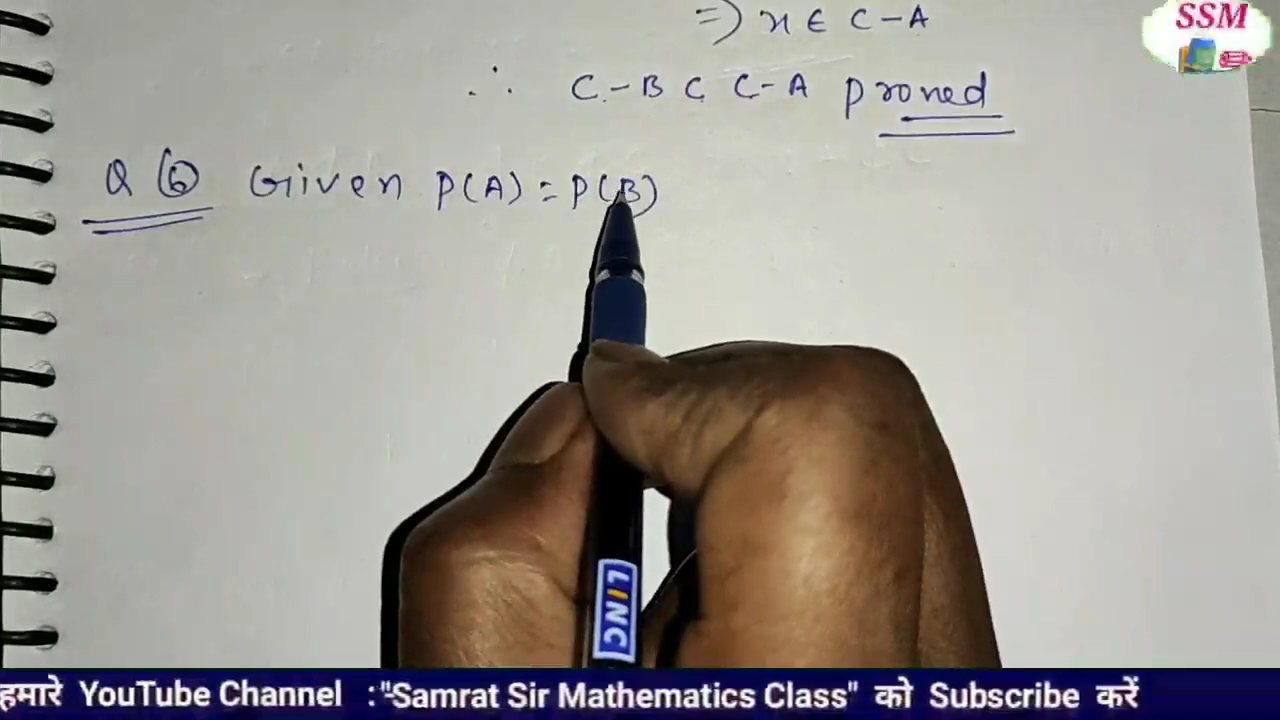 SSM
=) x ∈ C - A
∴ C - B ⊂ C - A proved
Q ⑥ Given P(A) = P(B)
LINC
हमारे YouTube Channel :"Samrat Sir Mathematics Class" को Subscribe करें